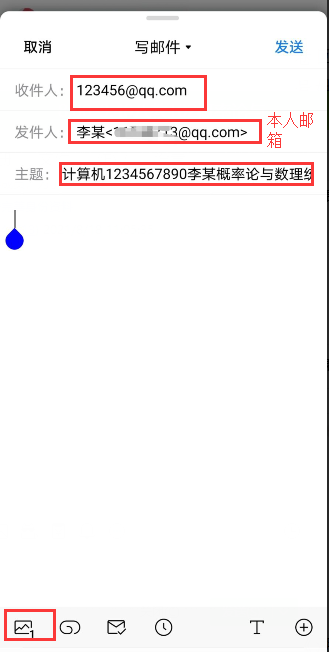 取消 写邮件 发送
收件人： 123456@qq.com
发件人： 李某< 3@qq.com>
本人邮箱
主题： 计算机1234567890李某概率论与数理统
1
T